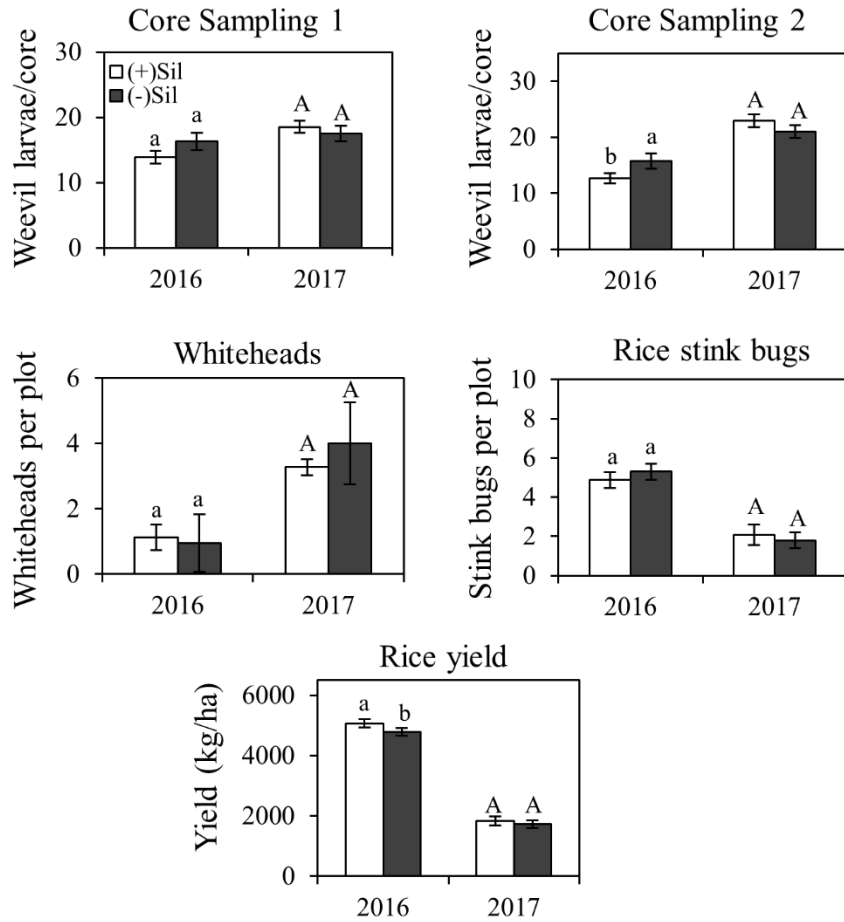 Core Sampling 1
Weevil larvae/core
30
20
10
0
(+)Sil
(-)Sil
a
a
A
A
2016
2017
Core Sampling 2
Weevil larvae/core
30
20
10
0
b
a
A
A
2016
2017
Whiteheads
Whiteheads per plot
6
4
2
0
a
a
A
A
2016
2017
Rice stink bugs
Stink bugs per plot
10
8
6
4
2
0
a
a
A
A
2016
2017
Rice yield
Yield (kg/ha)
6000
4000
2000
0
a
b
A
A
2016
2017